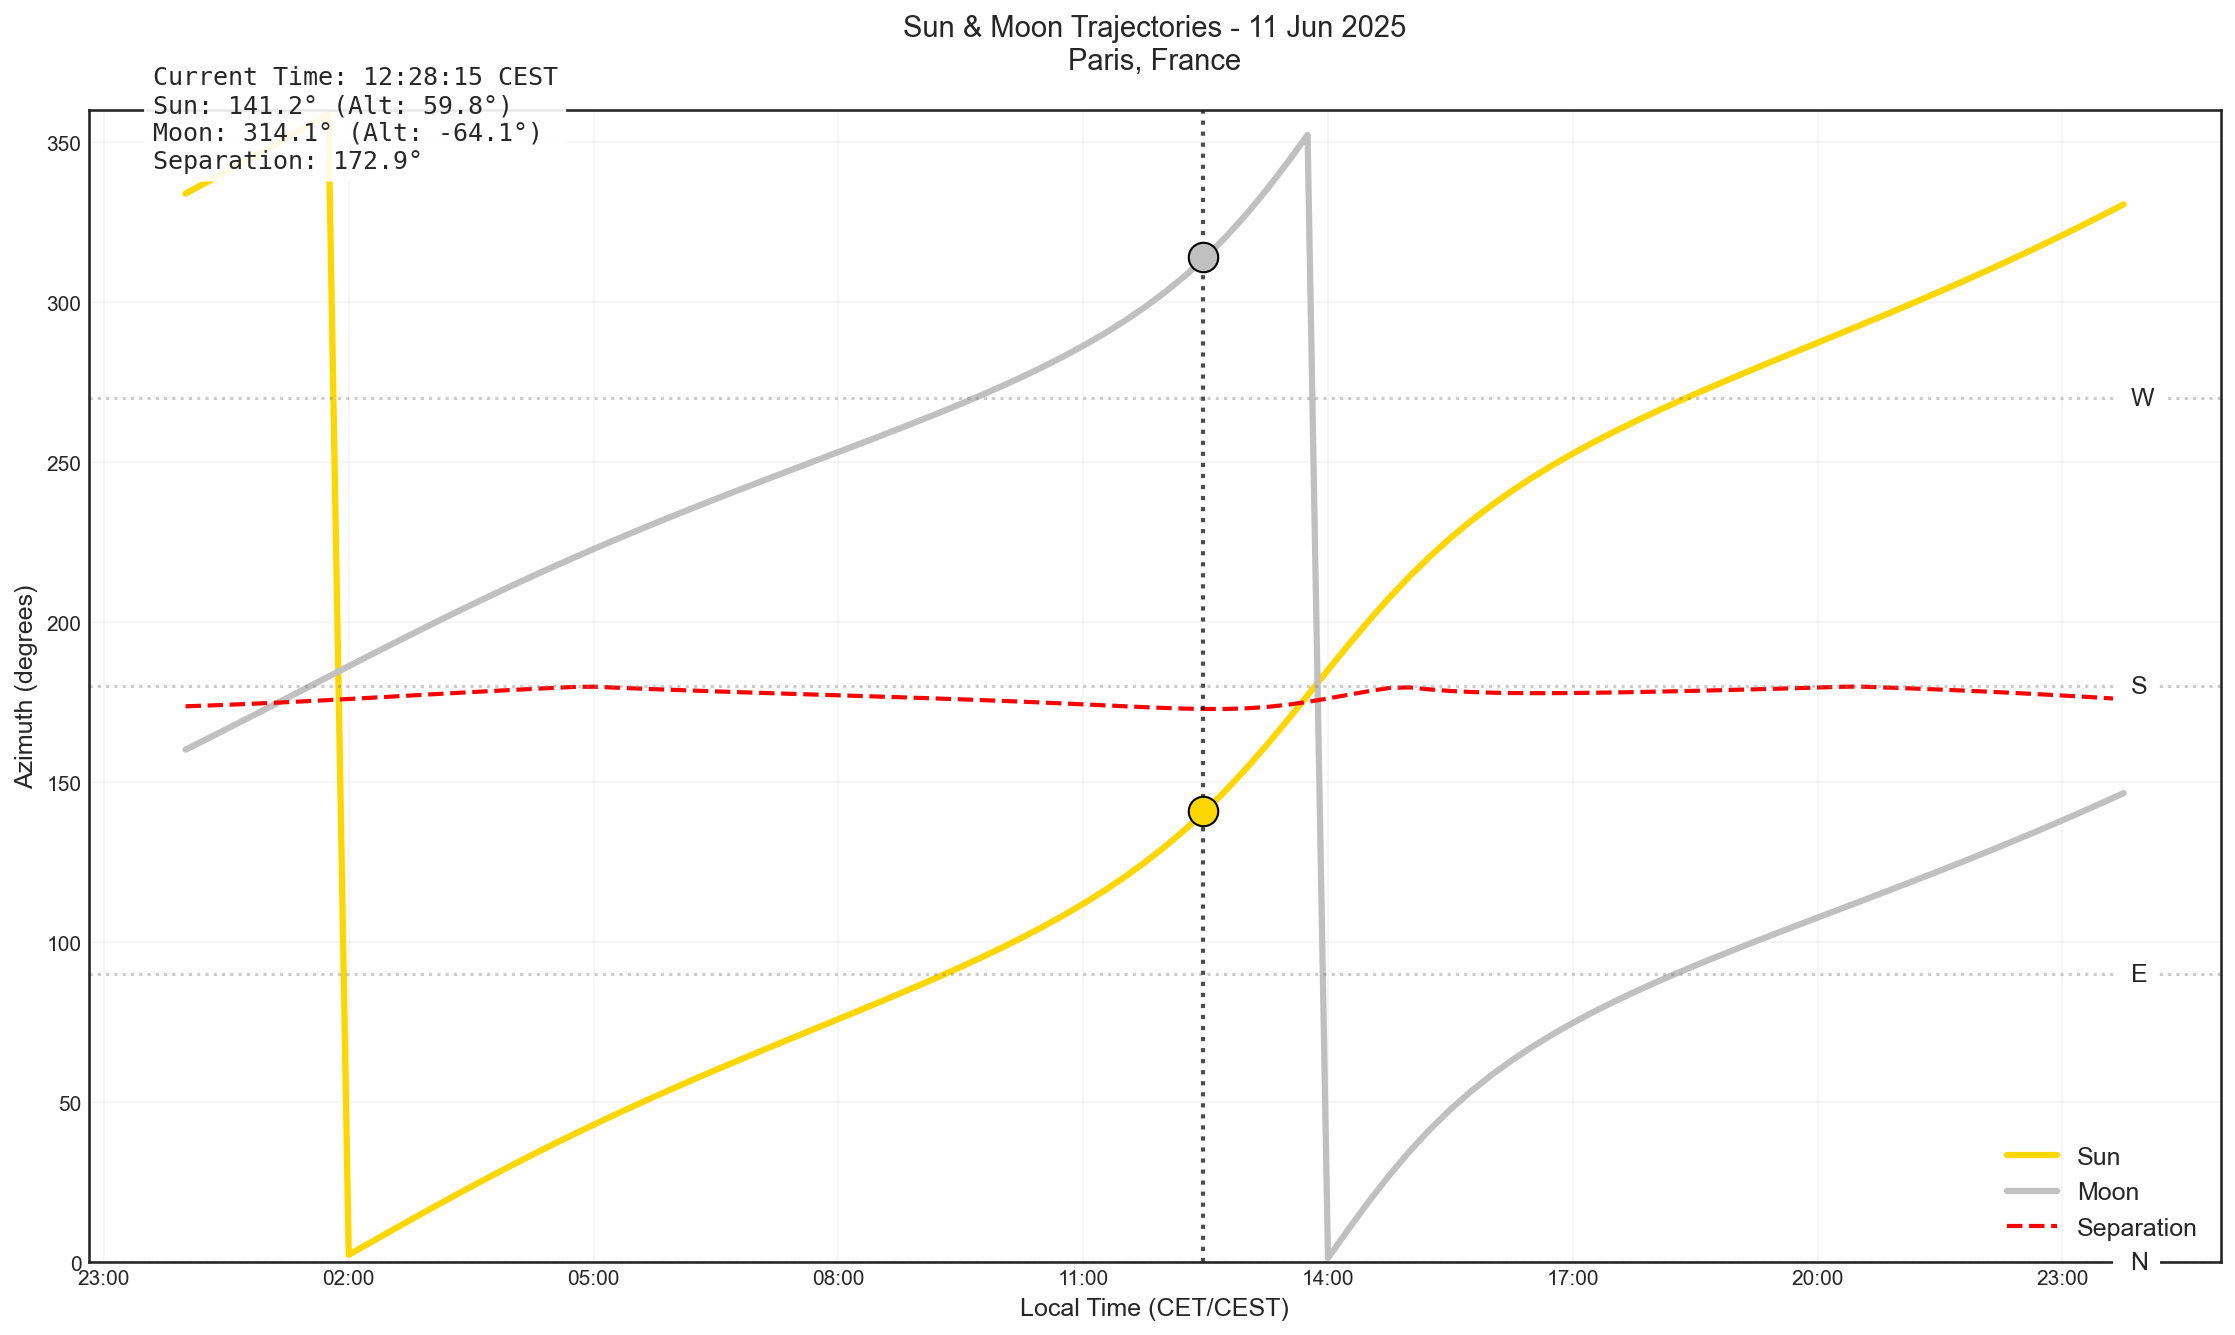 Sun & Moon Trajectories - 11 Jun 2025
Paris, France
Current Time: 12:28:15 CEST
Sun: 141.2° (Alt: 59.8°)
Moon: 314.1° (Alt: -64.1°)
Separation: 172.9°
Azimuth (degrees)
350
300
250
200
150
100
50
0
W
S
E
N
Sun
Moon
Separation
23:00
02:00
05:00
08:00
11:00
14:00
17:00
20:00
23:00
Local Time (CET/CEST)